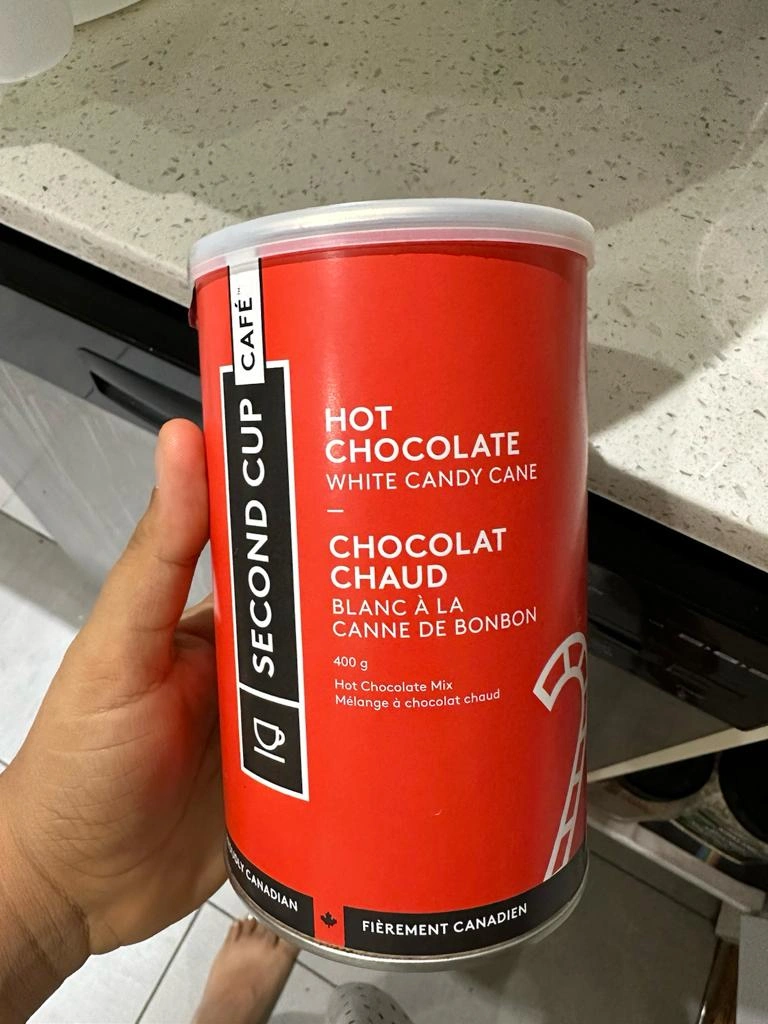 SECOND CUP
CAFÉ™
HOT
CHOCOLATE
WHITE CANDY CANE
—
CHOCOLAT
CHAUD
BLANC À LA
CANNE DE BONBON
400 g
Hot Chocolate Mix
Mélange à chocolat chaud
CANADIAN
FIÈREMENT CANADIEN